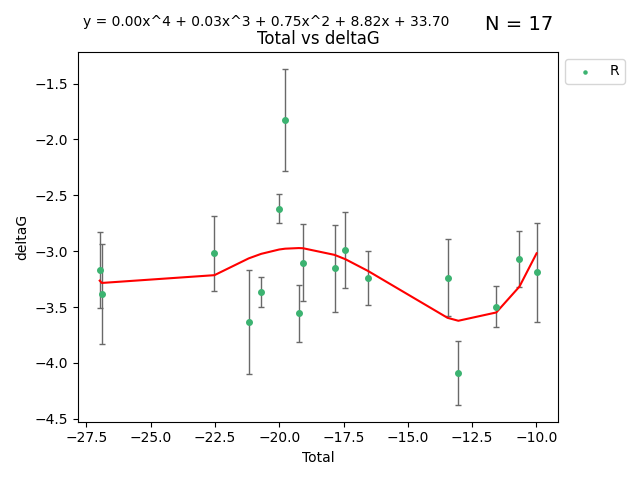 y = 0.00x^4 + 0.03x^3 + 0.75x^2 + 8.82x + 33.70
N = 17
Total vs deltaG
R
−1.5
−2.0
−2.5
−3.0
−3.5
−4.0
−4.5
deltaG
−27.5 −25.0 −22.5 −20.0 −17.5 −15.0 −12.5 −10.0
Total